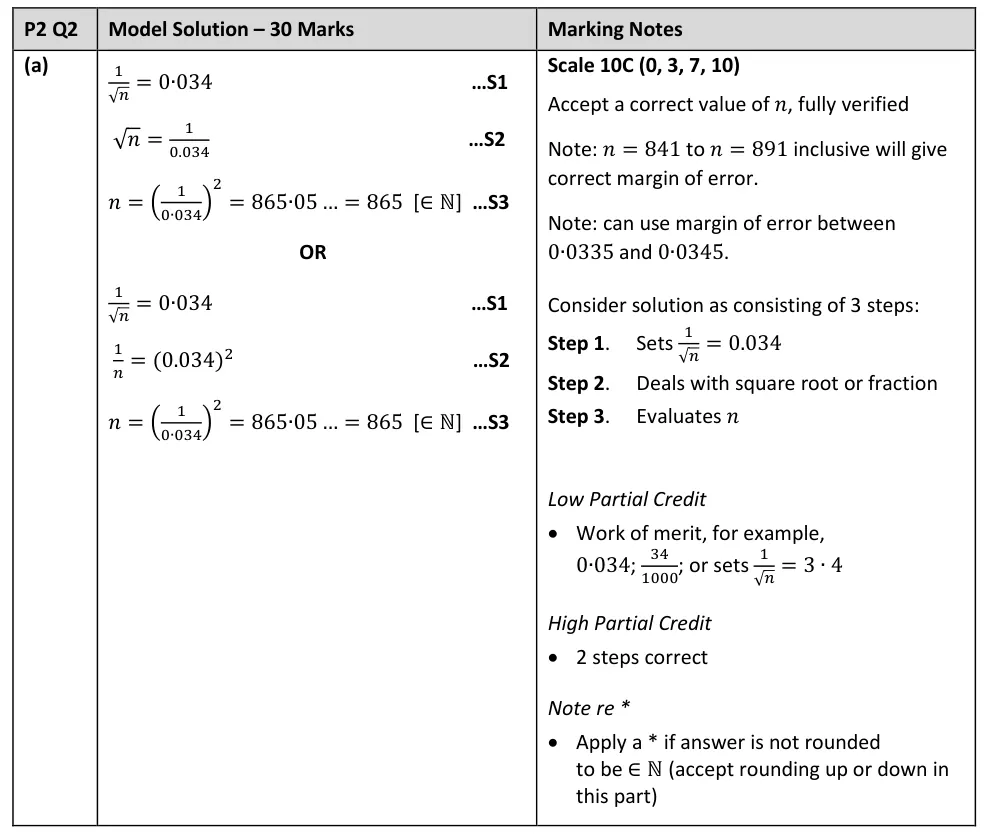 P2 Q2 Model Solution – 30 Marks Marking Notes
(a)
1/√n = 0·034 …S1
√n = 1/0.034 …S2
n = (1/0·034)² = 865·05 … = 865 [∈ ℕ] …S3
OR
1/√n = 0·034 …S1
1/n = (0.034)² …S2
n = (1/0·034)² = 865·05 … = 865 [∈ ℕ] …S3
Scale 10C (0, 3, 7, 10)
Accept a correct value of n, fully verified
Note: n = 841 to n = 891 inclusive will give
correct margin of error.
Note: can use margin of error between
0·0335 and 0·0345.
Consider solution as consisting of 3 steps:
Step 1. Sets 1/√n = 0.034
Step 2. Deals with square root or fraction
Step 3. Evaluates n
Low Partial Credit
• Work of merit, for example,
0·034; 34/1000; or sets 1/√n = 3 · 4
High Partial Credit
• 2 steps correct
Note re *
• Apply a * if answer is not rounded
to be ∈ ℕ (accept rounding up or down in
this part)